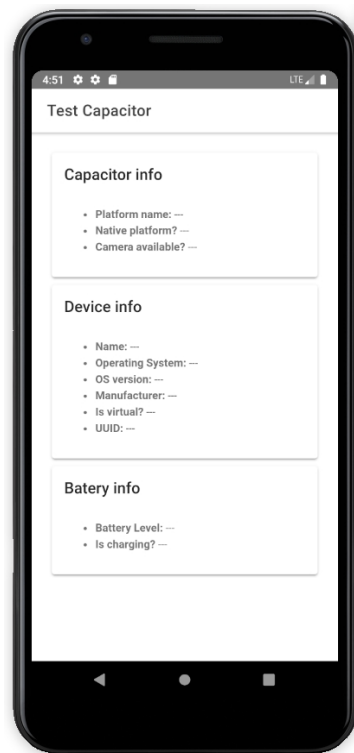 4:51 LTE
Test Capacitor
Capacitor info
• Platform name: ---
• Native platform? ---
• Camera available? ---
Device info
• Name: ---
• Operating System: ---
• OS version: ---
• Manufacturer: ---
• Is virtual? ---
• UUID: ---
Batery info
• Battery Level: ---
• Is charging? ---